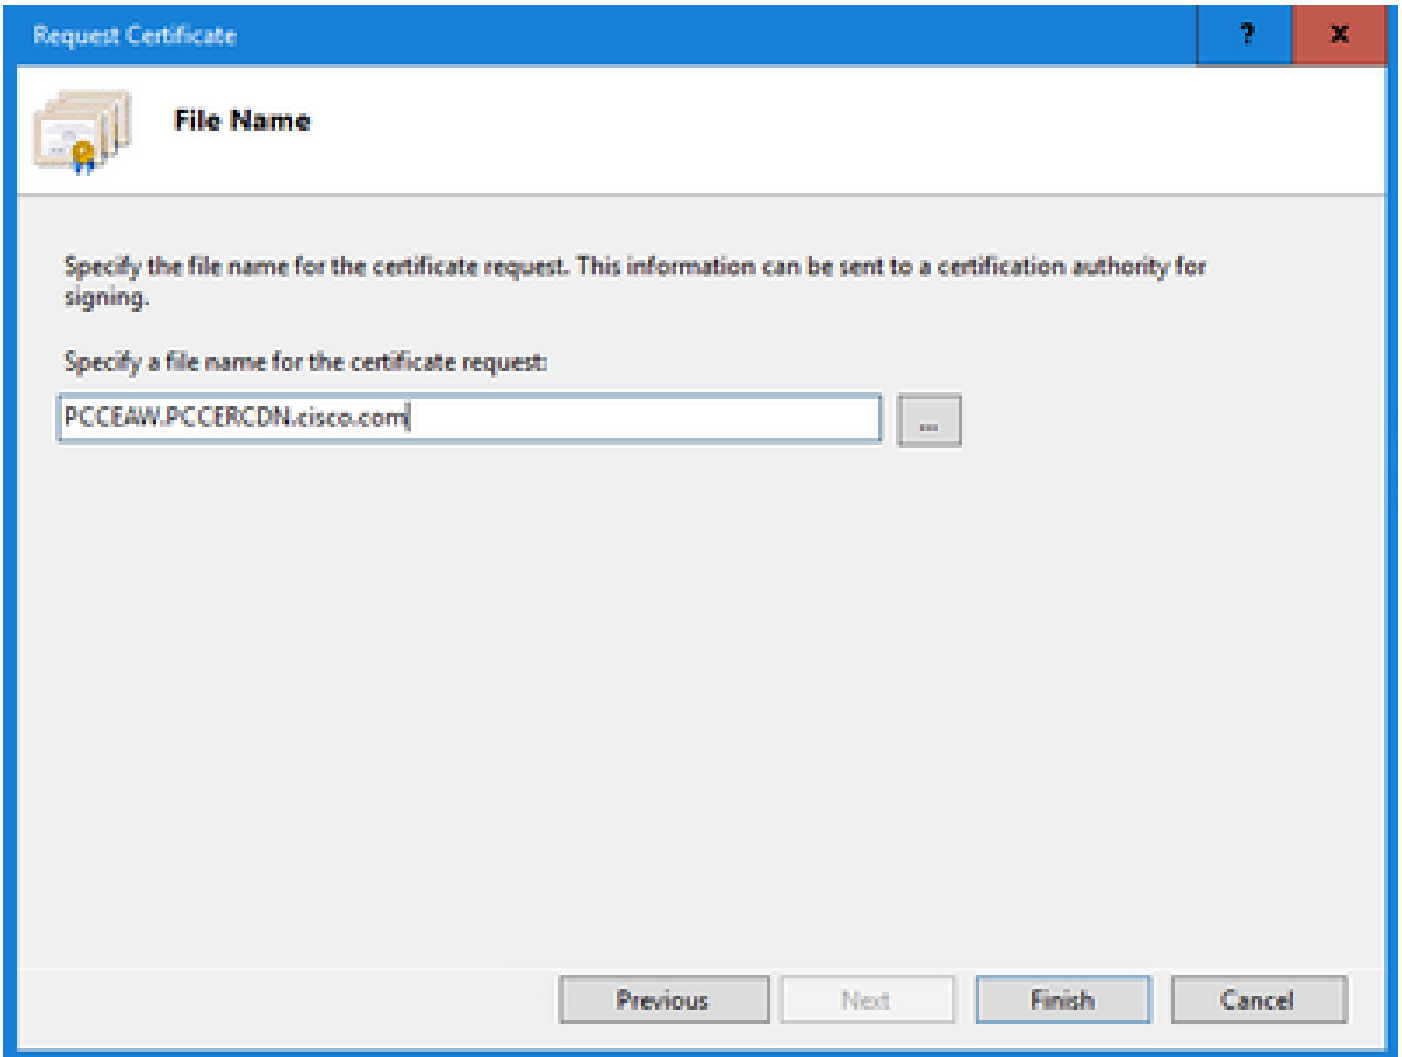 Request Certificate
?
x
File Name
Specify the file name for the certificate request. This information can be sent to a certification authority for
signing.
Specify a file name for the certificate request:
PCCEAW.PCCERCDN.cisco.com
...
Previous
Next
Finish
Cancel